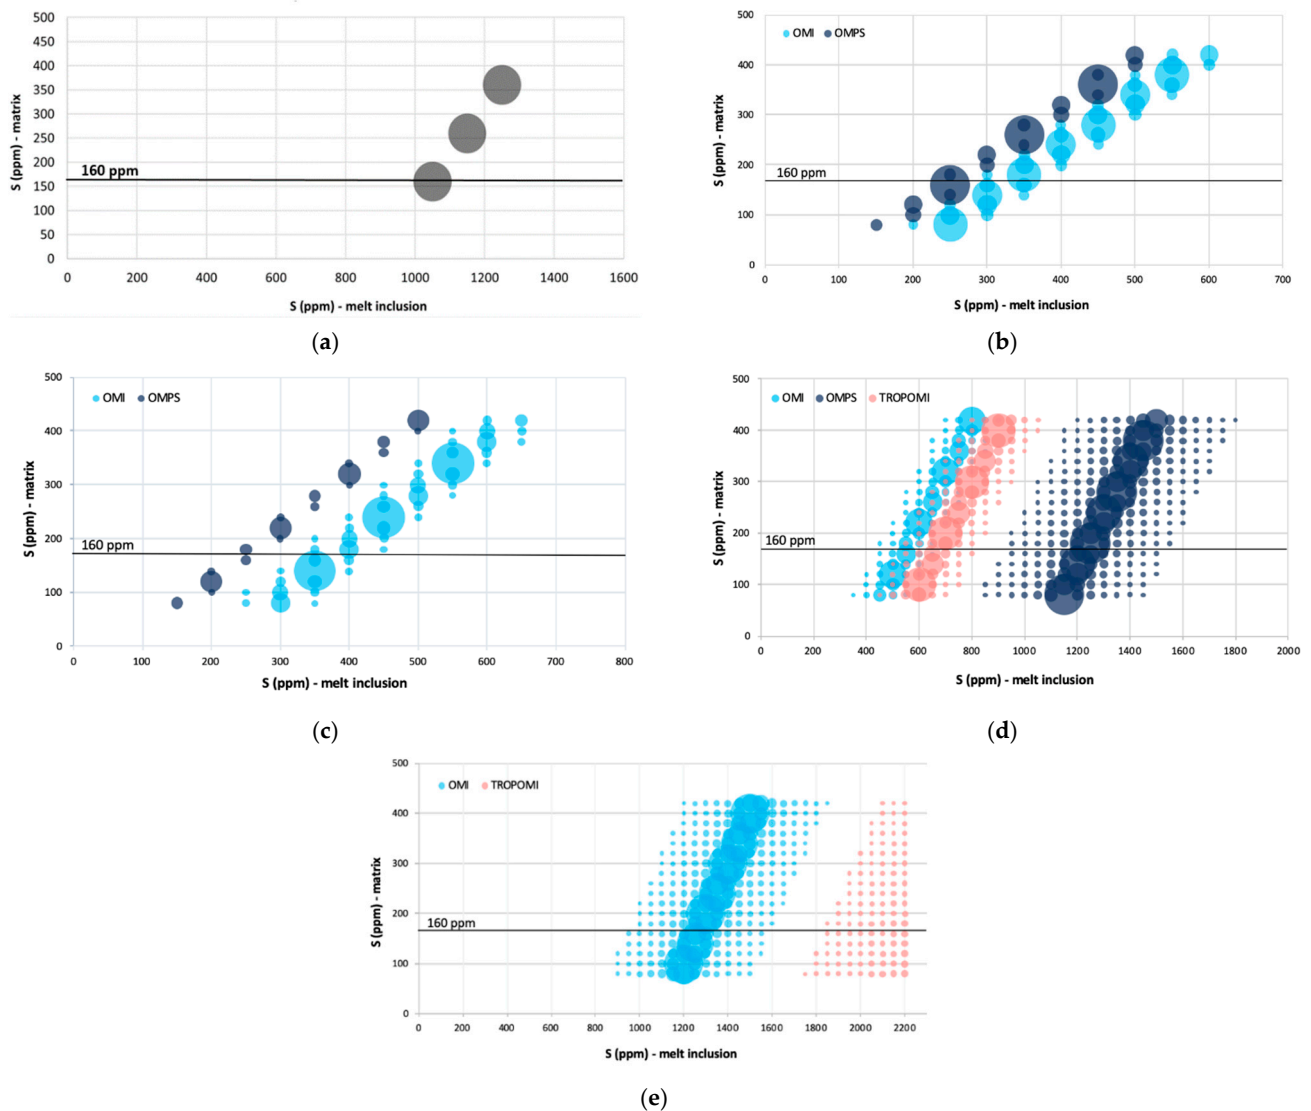 500
450
400
350
300
250
200
150
100
50
0
S (ppm) - matrix
160 ppm
0 200 400 600 800 1000 1200 1400 1600
S (ppm) - melt inclusion
(a)
500
400
300
200
100
0
S (ppm) - matrix
OMI OMPS
160 ppm
0 100 200 300 400 500 600 700
S (ppm) - melt inclusion
(b)
500
400
300
200
100
0
S (ppm) - matrix
OMI OMPS
160 ppm
0 100 200 300 400 500 600 700 800
S (ppm) - melt inclusion
(c)
500
400
300
200
100
0
S (ppm) - matrix
OMI OMPS TROPOMI
160 ppm
0 200 400 600 800 1000 1200 1400 1600 1800 2000
S (ppm) - melt inclusion
(d)
500
400
300
200
100
0
S (ppm) - matrix
OMI TROPOMI
160 ppm
0 200 400 600 800 1000 1200 1400 1600 1800 2000 2200
S (ppm) - melt inclusion
(e)